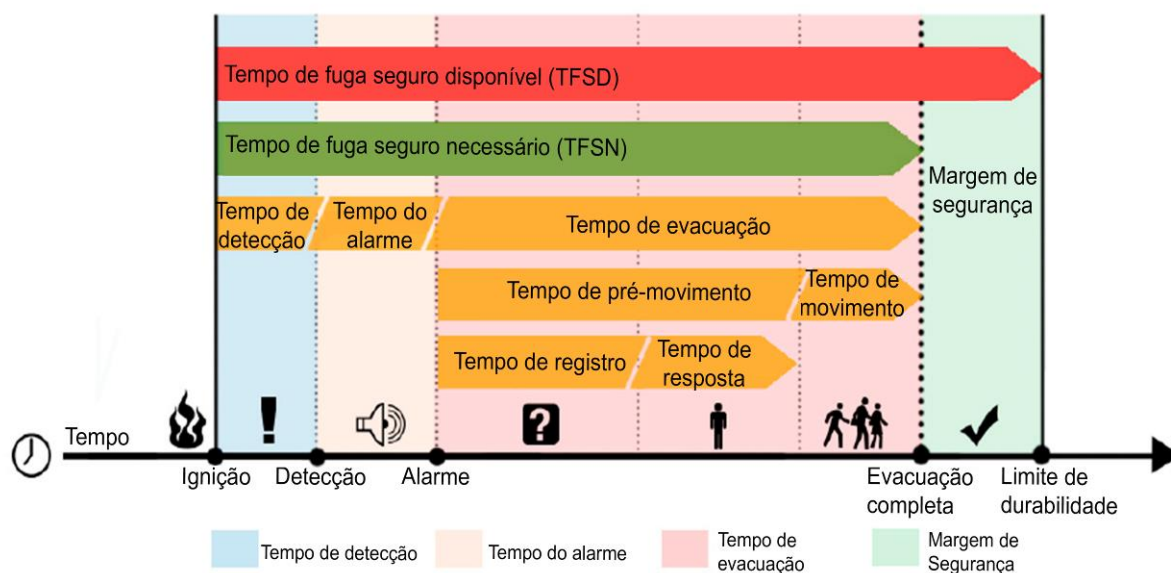 Tempo de fuga seguro disponível (TFSD)
Tempo de fuga seguro necessário (TFSN)
Margem de
segurança
Tempo de
detecção
Tempo do
alarme
Tempo de evacuação
Tempo de pré-movimento
Tempo de
movimento
Tempo de registro
Tempo de
resposta
!
?
Tempo
Ignição
Detecção
Alarme
Evacuação
completa
Limite de
durabilidade
Tempo de detecção
Tempo do alarme
Tempo de
evacuação
Margem de
Segurança